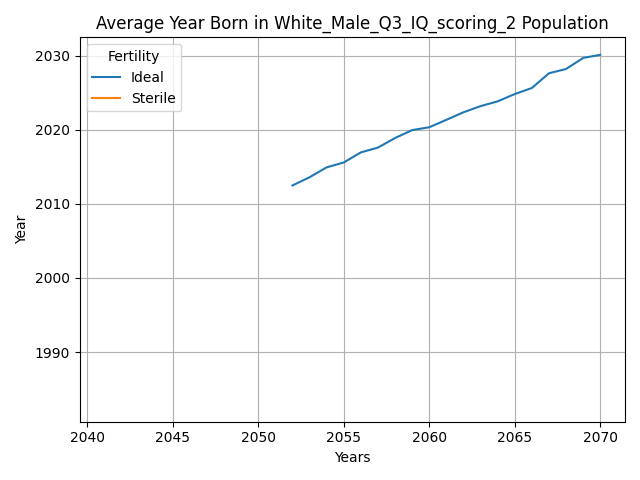 Average Year Born in White_Male_Q3_IQ_scoring_2 Population
Fertility
Ideal
Sterile
2030
2020
2010
2000
1990
Year
2040 2045 2050 2055 2060 2065 2070
Years